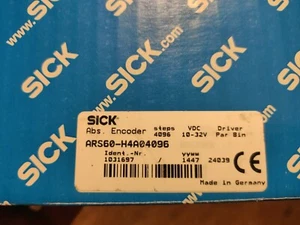 SICK
SICK
SICK
SICK
Abs. Encoder steps VDC Driver
4096 10-32V Par Bin
ARS60-H4A04096
Ident.-Nr. yyww
1031697 / 1447 24039
Made in Germany
CE